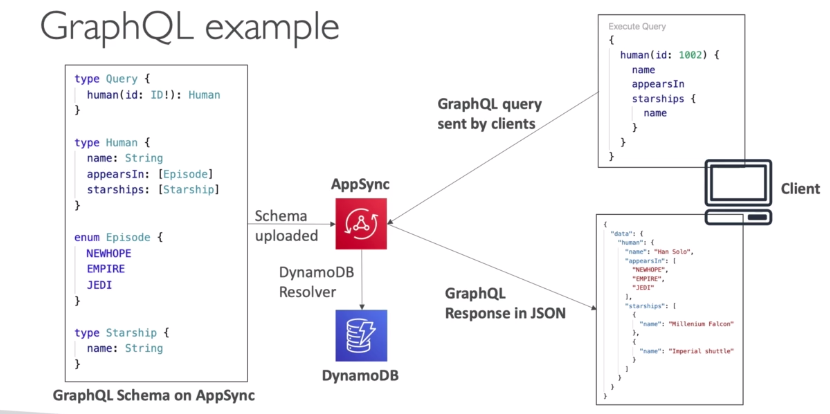 GraphQL example
type Query {
human(id: ID!): Human
}
type Human {
name: String
appearsIn: [Episode]
starships: [Starship]
}
enum Episode {
NEWHOPE
EMPIRE
JEDI
}
type Starship {
name: String
}
GraphQL Schema on AppSync
Schema
uploaded
AppSync
DynamoDB
Resolver
DynamoDB
GraphQL query
sent by clients
GraphQL
Response in JSON
Execute Query
{
human(id: 1002) {
name
appearsIn
starships {
name
}
}
}
Client
{
"data": {
"human": {
"name": "Han Solo",
"appearsIn": [
"NEWHOPE",
"EMPIRE",
"JEDI"
],
"starships": [
{
"name": "Millenium Falcon"
},
{
"name": "Imperial shuttle"
}
]
}
}
}